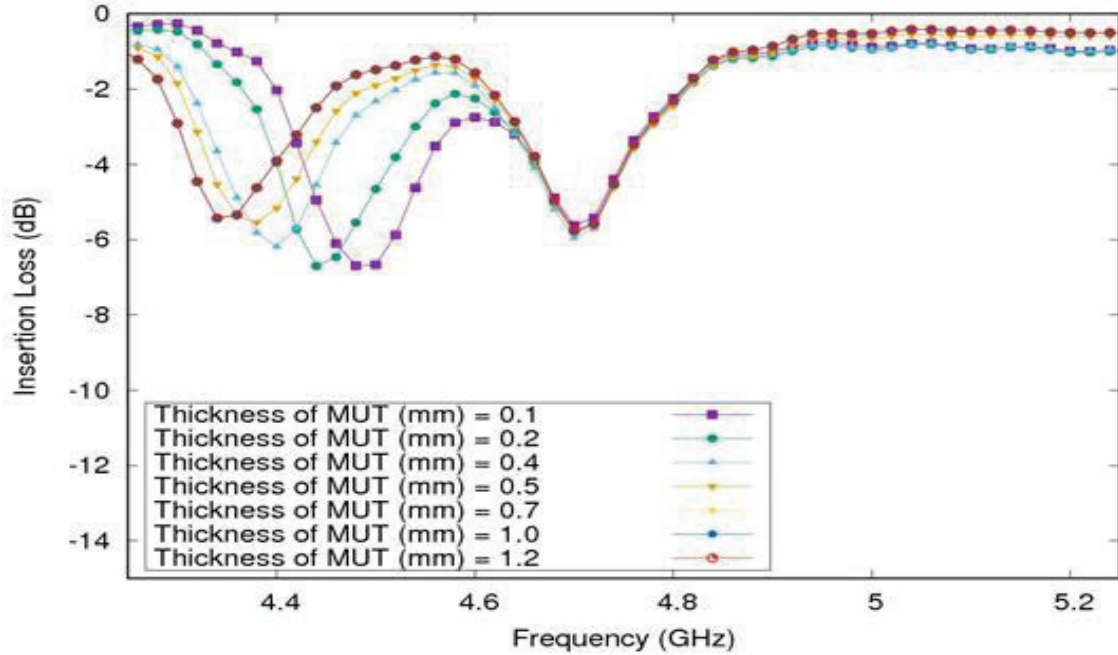 0
-2
-4
-6
-8
-10
-12
-14
Insertion Loss (dB)
Thickness of MUT (mm) = 0.1
Thickness of MUT (mm) = 0.2
Thickness of MUT (mm) = 0.4
Thickness of MUT (mm) = 0.5
Thickness of MUT (mm) = 0.7
Thickness of MUT (mm) = 1.0
Thickness of MUT (mm) = 1.2
4.4 4.6 4.8 5 5.2
Frequency (GHz)